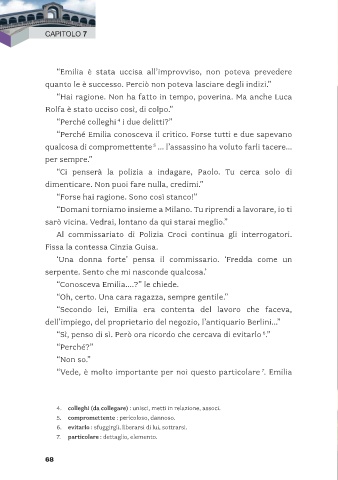 CAPITOLO 7
“Emilia è stata uccisa all’improvviso, non poteva prevedere
quanto le è successo. Perciò non poteva lasciare degli indizi.”
“Hai ragione. Non ha fatto in tempo, poverina. Ma anche Luca
Rolfa è stato ucciso così, di colpo.”
“Perché colleghi⁴ i due delitti?”
“Perché Emilia conosceva il critico. Forse tutti e due sapevano
qualcosa di compromettente⁵ ... l’assassino ha voluto farli tacere...
per sempre.”
“Ci penserà la polizia a indagare, Paolo. Tu cerca solo di
dimenticare. Non puoi fare nulla, credimi.”
“Forse hai ragione. Sono così stanco!”
“Domani torniamo insieme a Milano. Tu riprendi a lavorare, io ti
sarò vicina. Vedrai, lontano da qui starai meglio.”
Al commissariato di Polizia Croci continua gli interrogatori.
Fissa la contessa Cinzia Guisa.
‘Una donna forte’ pensa il commissario. ‘Fredda come un
serpente. Sento che mi nasconde qualcosa.’
“Conosceva Emilia....?” le chiede.
“Oh, certo. Una cara ragazza, sempre gentile.”
“Secondo lei, Emilia era contenta del lavoro che faceva,
dell’impiego, del proprietario del negozio, l’antiquario Berlini...”
“Sì, penso di sì. Però ora ricordo che cercava di evitarlo⁶.”
“Perché?”
“Non so.”
“Vede, è molto importante per noi questo particolare⁷. Emilia
4. colleghi (da collegare) : unisci, metti in relazione, associ.
5. compromettente : pericoloso, dannoso.
6. evitarlo : sfuggirgli, liberarsi di lui, sottrarsi.
7. particolare : dettaglio, elemento.
68